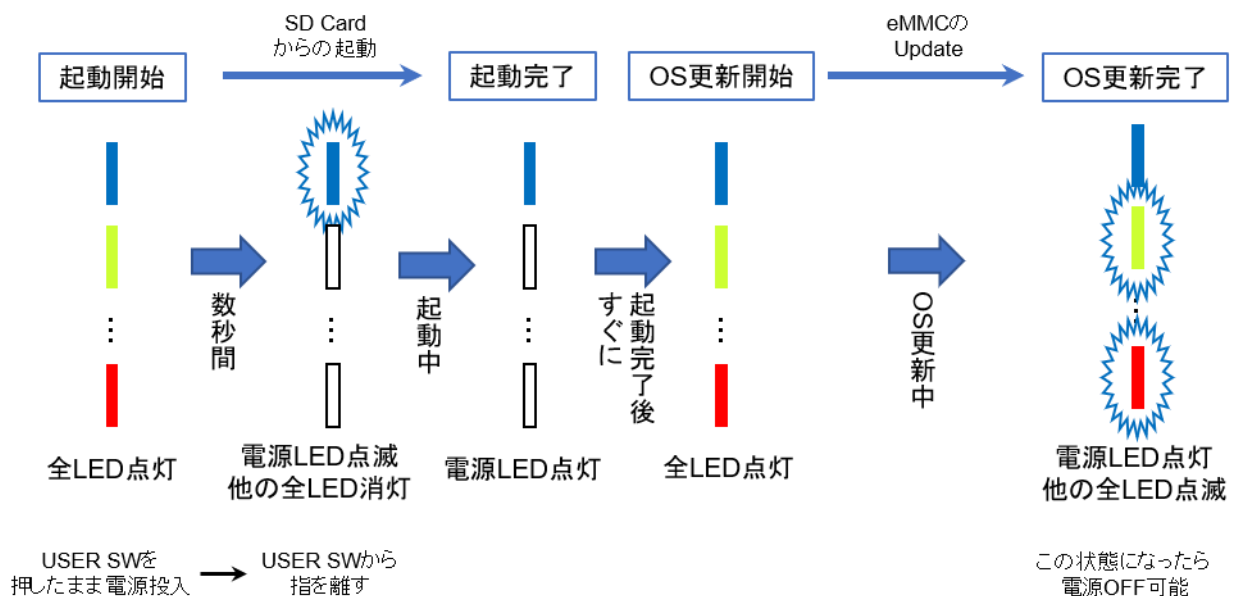 SD Card
からの起動
eMMCの
Update
起動開始
起動完了
OS更新開始
OS更新完了
数秒間
起動中
起動完了後
すぐに
OS更新中
全LED点灯
電源LED点滅
他の全LED消灯
電源LED点灯
全LED点灯
電源LED点灯
他の全LED点滅
USER SWを
押したまま電源投入
USER SWから
指を離す
この状態になったら
電源OFF可能